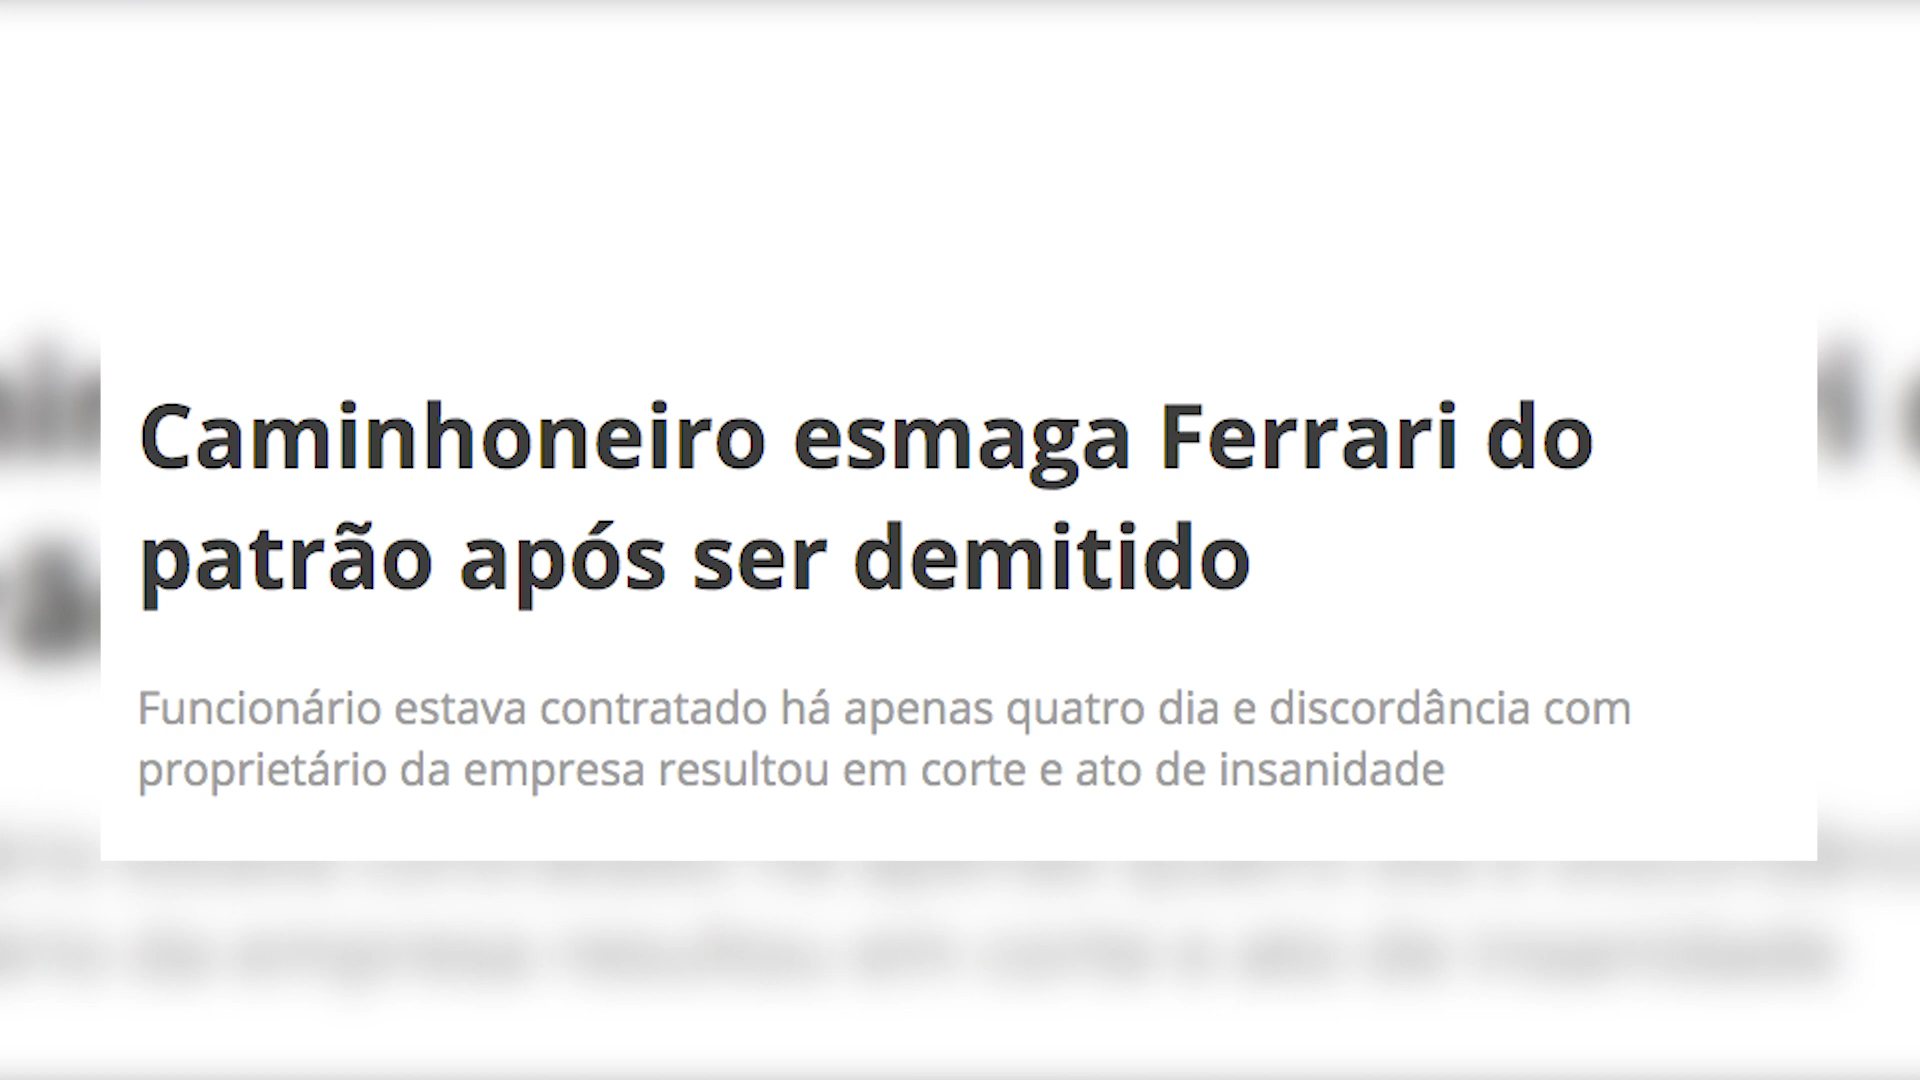 Caminhoneiro esmaga Ferrari do
patrão após ser demitido
Funcionário estava contratado há apenas quatro dia e discordância com
proprietário da empresa resultou em corte e ato de insanidade